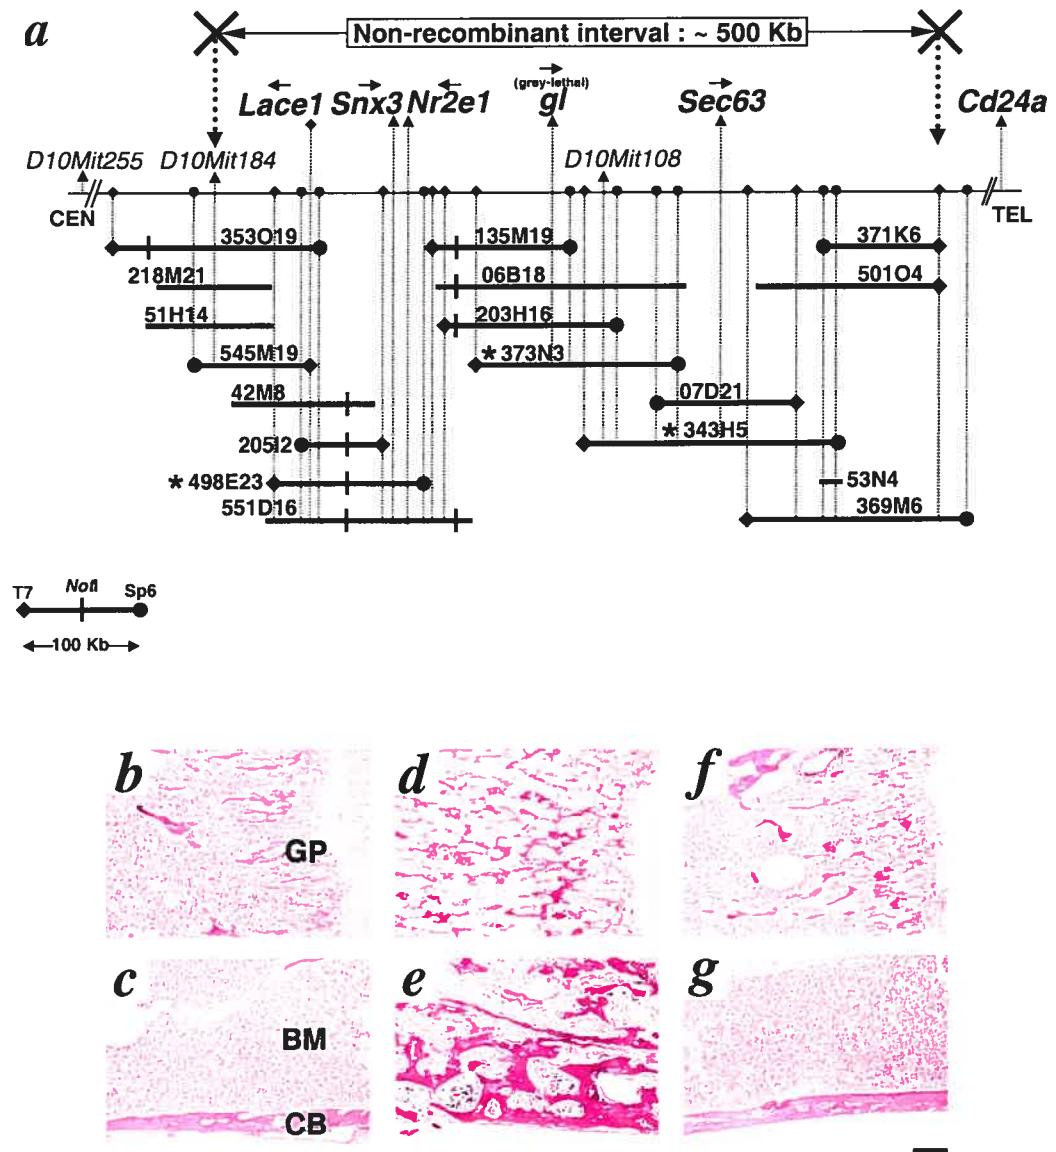 a
Non-recombinant interval : ~ 500 Kb
(grey-lethal)
Lace1 Snx3 Nr2e1 gl Sec63 Cd24a
D10Mit255 D10Mit184 D10Mit108
CEN TEL
353O19 135M19 371K6
218M21 06B18 501O4
51H14 203H16
545M19 * 373N3
42M8 07D21
205I2 * 343H5
* 498E23 53N4
551D16 369M6
T7 NotI Sp6
100 Kb
b d f
GP
c e g
BM
CB